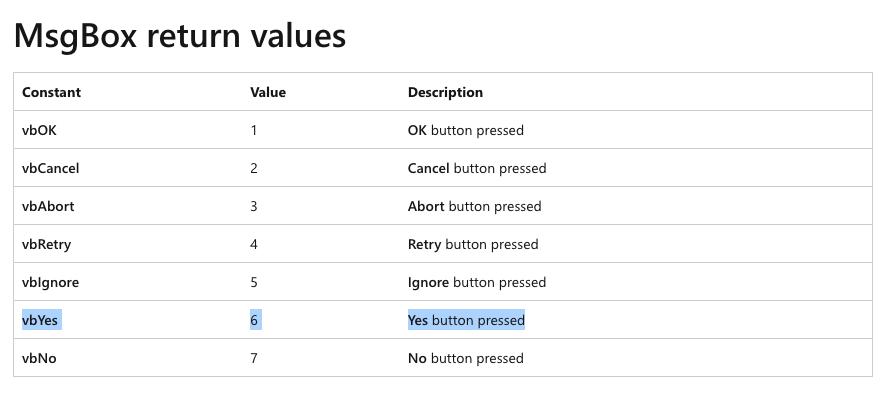 MsgBox return values
Constant Value Description
vbOK 1 OK button pressed
vbCancel 2 Cancel button pressed
vbAbort 3 Abort button pressed
vbRetry 4 Retry button pressed
vbIgnore 5 Ignore button pressed
vbYes 6 Yes button pressed
vbNo 7 No button pressed